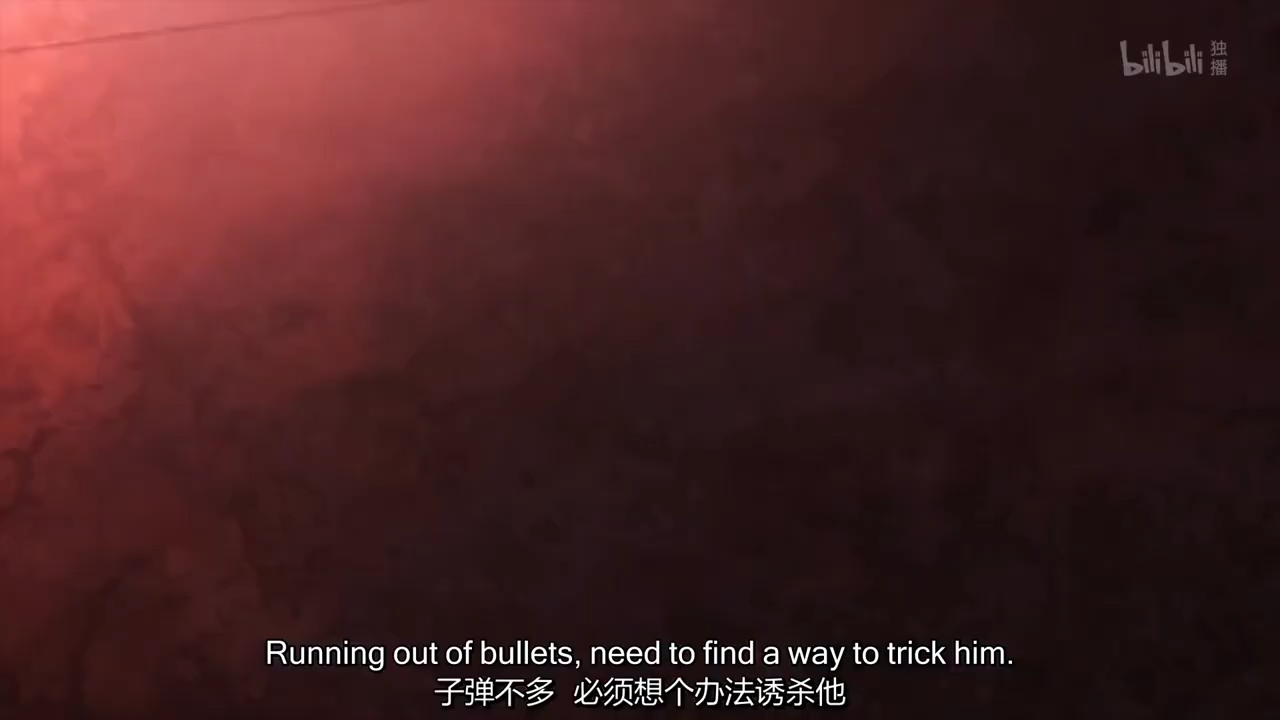 bilibili 独播
Running out of bullets, need to find a way to trick him.
子弹不多 必须想个办法诱杀他